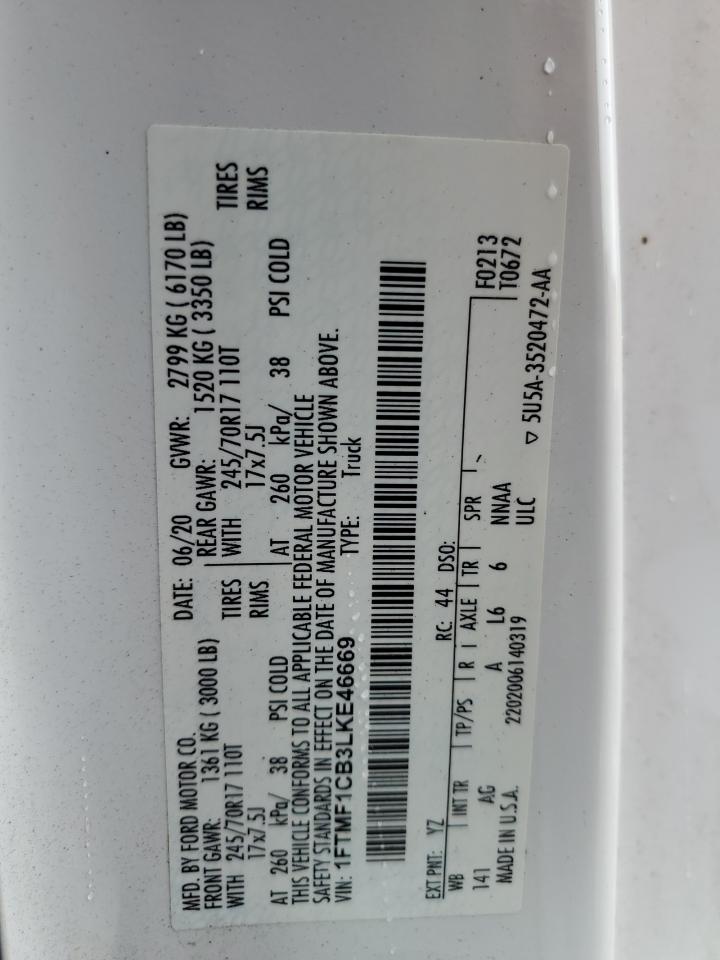 MFD. BY FORD MOTOR CO. DATE: 06/20 GVWR: 2799 KG ( 6170 LB)
FRONT GAWR: 1361 KG ( 3000 LB) REAR GAWR: 1520 KG ( 3350 LB)
WITH 245/70R17 110T TIRES WITH 245/70R17 110T TIRES
17x7.5J RIMS 17x7.5J RIMS
AT 260 kPa/ 38 PSI COLD AT 260 kPa/ 38 PSI COLD
THIS VEHICLE CONFORMS TO ALL APPLICABLE FEDERAL MOTOR VEHICLE
SAFETY STANDARDS IN EFFECT ON THE DATE OF MANUFACTURE SHOWN ABOVE.
VIN: 1FTMF1CB3LKE46669 TYPE: Truck
EXT PNT: YZ RC: 44 DSO: F0213
WB INT TR TP/PS R AXLE TR SPR T0672
141 AG A L6 6 NNAA
2202006140319 ULC
MADE IN U.S.A. ▽ 5U5A-3520472-AA